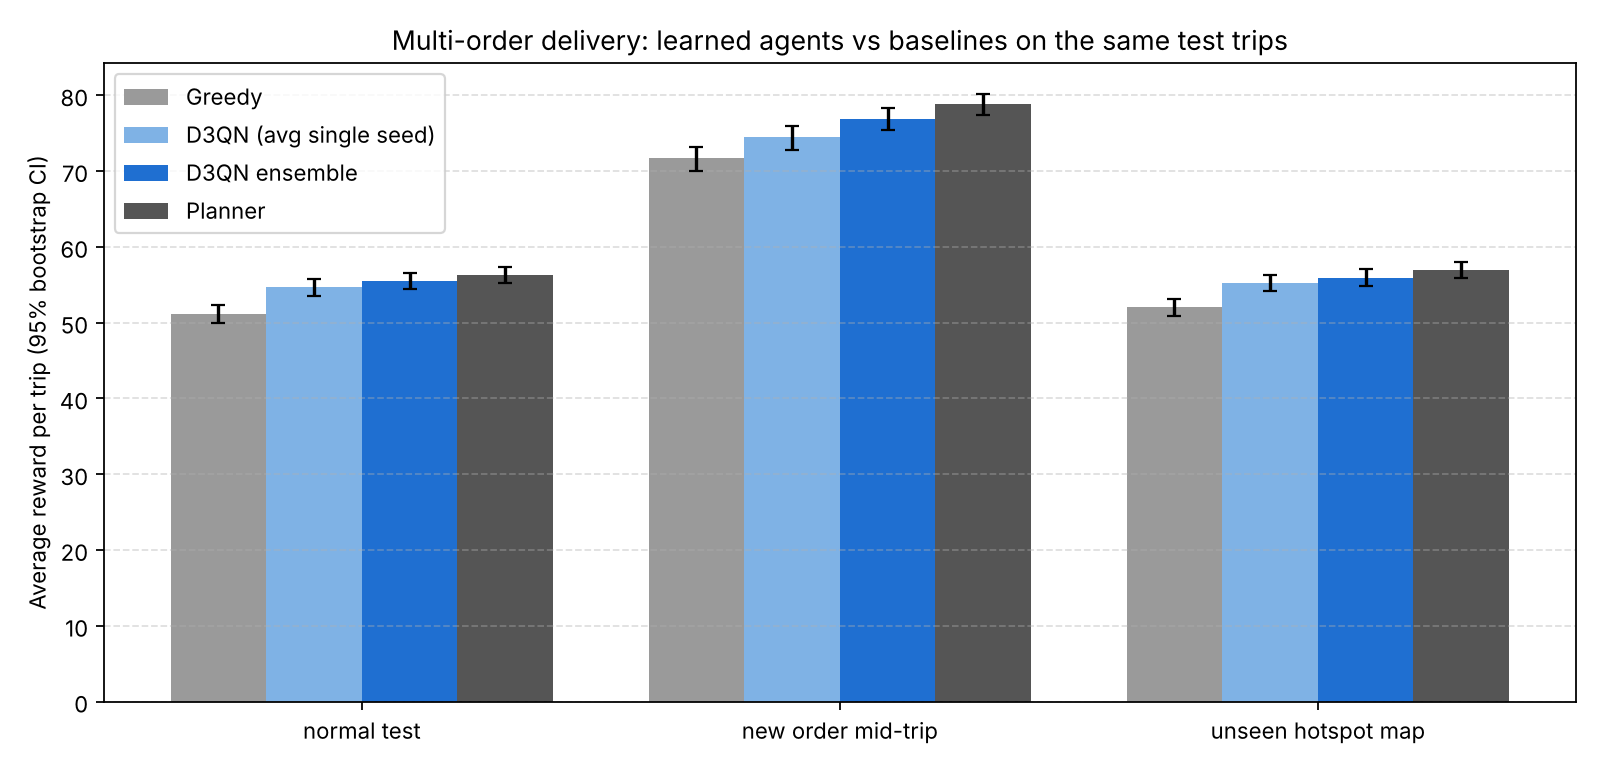 Multi-order delivery: learned agents vs baselines on the same test trips
Greedy
D3QN (avg single seed)
D3QN ensemble
Planner
Average reward per trip (95% bootstrap CI)
80
70
60
50
40
30
20
10
0
normal test
new order mid-trip
unseen hotspot map